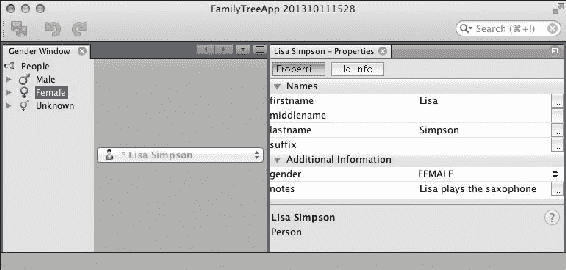 FamilyTreeApp 201310111528
Search (⌘+I)
Gender Window
People
Male
Female
Unknown
Lisa Simpson
Lisa Simpson - Properties
Properti...
firstname Lisa
Names
middlename
lastname Simpson
suffix
Additional Information
gender FEMALE
notes Lisa plays the saxophone
Lisa Simpson
Person